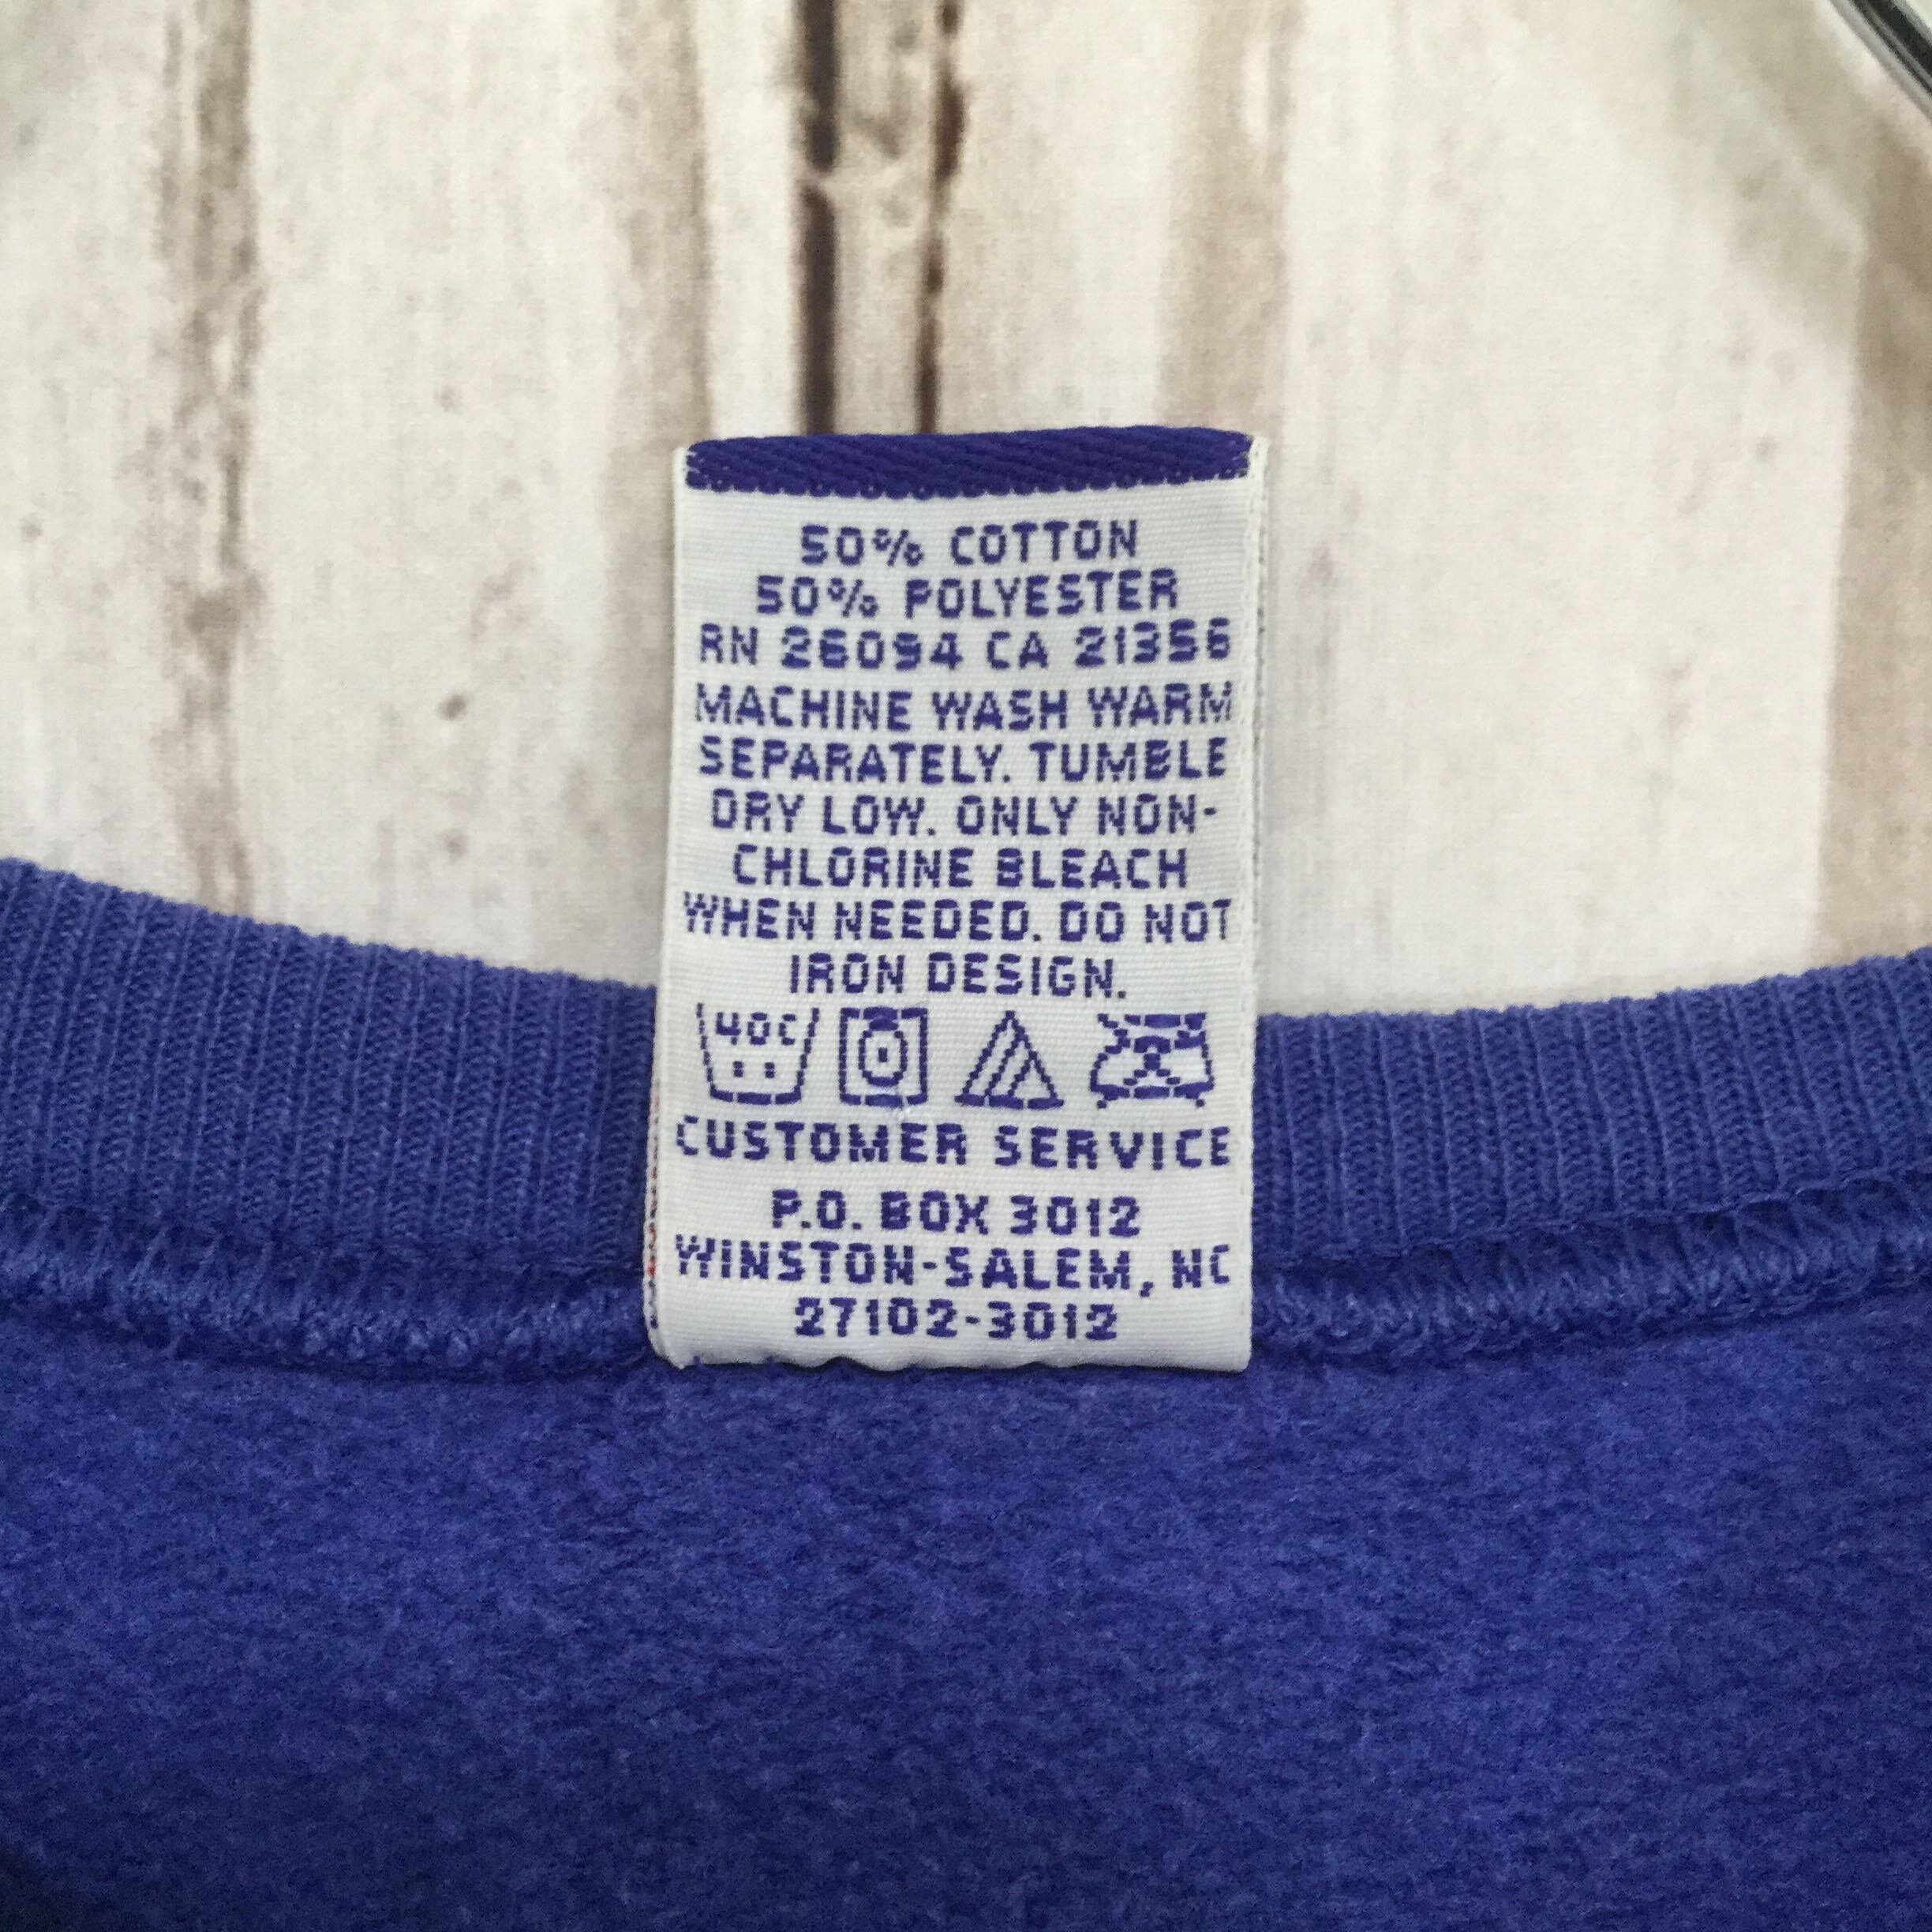 50% COTTON
50% POLYESTER
RN 26094 CA 21356
MACHINE WASH WARM
SEPARATELY. TUMBLE
DRY LOW. ONLY NON-
CHLORINE BLEACH
WHEN NEEDED. DO NOT
IRON DESIGN.
40C
CUSTOMER SERVICE
P.O. BOX 3012
WINSTON-SALEM, NC
27102-3012